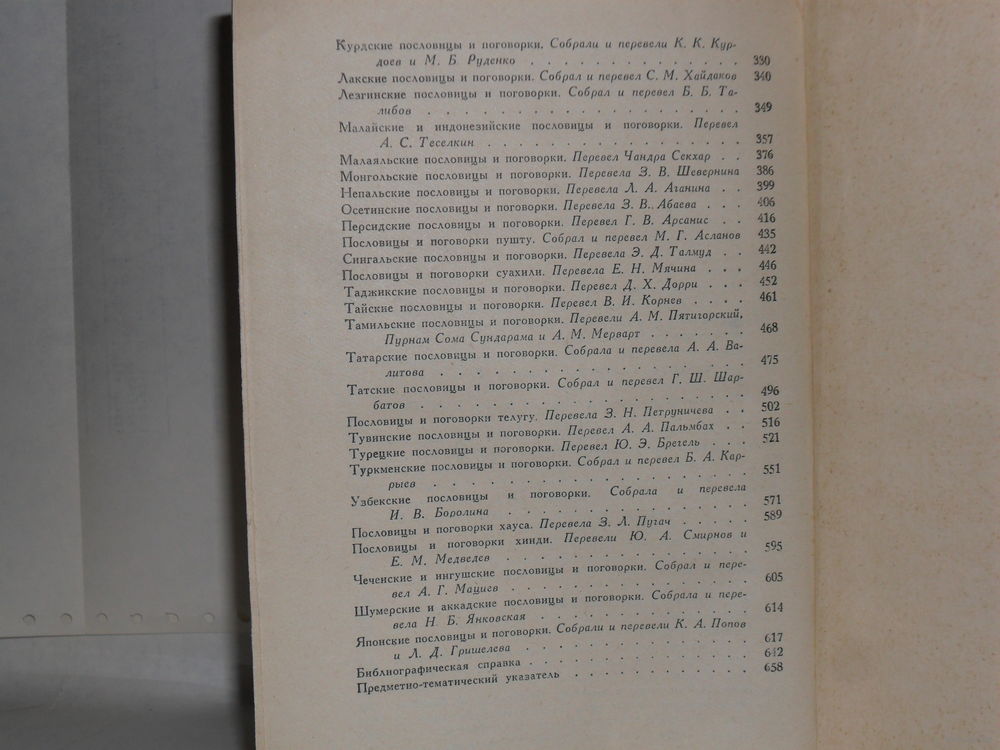 Курдские пословицы и поговорки. Собрали и перевели К. К. Кур-
доев и М. Б. Руденко . . . . . . . . . . . . . 330
Лакские пословицы и поговорки. Собрал и перевел С. М. Хайдаков 340
Лезгинские пословицы и поговорки. Собрал и перевел Б. Б. Та-
либов . . . . . . . . . . . . . . . . . . 349
Малайские и индонезийские пословицы и поговорки. Перевел
А. С. Теселкин . . . . . . . . . . . . . . 357
Малаяльские пословицы и поговорки. Перевел Чандра Секхар . . 376
Монгольские пословицы и поговорки. Перевела З. В. Шевернина 386
Непальские пословицы и поговорки. Перевела Л. А. Аганина . . 399
Осетинские пословицы и поговорки. Перевела З. В. Абаева . . . 406
Персидские пословицы и поговорки. Перевел Г. В. Арсанис . . 416
Пословицы и поговорки пушту. Собрал и перевел М. Г. Асланов 435
Сингальские пословицы и поговорки. Перевела Э. Д. Талмуд . . 442
Пословицы и поговорки суахили. Перевела Е. Н. Мячина . . . 446
Таджикские пословицы и поговорки. Перевел Д. Х. Дорри . . . 452
Тайские пословицы и поговорки. Перевел В. И. Корнев . . . . 461
Тамильские пословицы и поговорки. Перевели А. М. Пятигорский,
Пурнам Сома Сундарама и А. М. Мерварт . . . . . . . 468
Татарские пословицы и поговорки. Собрала и перевела А. А. Ва-
литова . . . . . . . . . . . . . . . . . 475
Татские пословицы и поговорки. Собрал и перевел Г. Ш. Шар-
батов . . . . . . . . . . . . . . . . . . 496
Пословицы и поговорки телугу. Перевела З. Н. Петруничева . . 502
Тувинские пословицы и поговорки. Перевел А. А. Пальмбах . . 516
Турецкие пословицы и поговорки. Перевел Ю. Э. Брегель . . . 521
Туркменские пословицы и поговорки. Собрал и перевел Б. А. Кар-
рыев . . . . . . . . . . . . . . . . . 551
Узбекские пословицы и поговорки. Собрала и перевела
И. В. Боролина . . . . . . . . . . . . . . 571
Пословицы и поговорки хауса. Перевела З. Л. Пугач . . . . . 589
Пословицы и поговорки хинди. Перевели Ю. А. Смирнов и
Е. М. Медведев . . . . . . . . . . . . . . 595
Чеченские и ингушские пословицы и поговорки. Собрал и пере-
вел А. Г. Мациев . . . . . . . . . . . . . 605
Шумерские и аккадские пословицы и поговорки. Собрала и пере-
вела Н. Б. Янковская . . . . . . . . . . . . 614
Японские пословицы и поговорки. Собрали и перевели К. А. Попов
и Л. Д. Гришелева . . . . . . . . . . . . . 617
Библиографическая справка . . . . . . . . . . . . 642
Предметно-тематический указатель . . . . . . . . . . 658